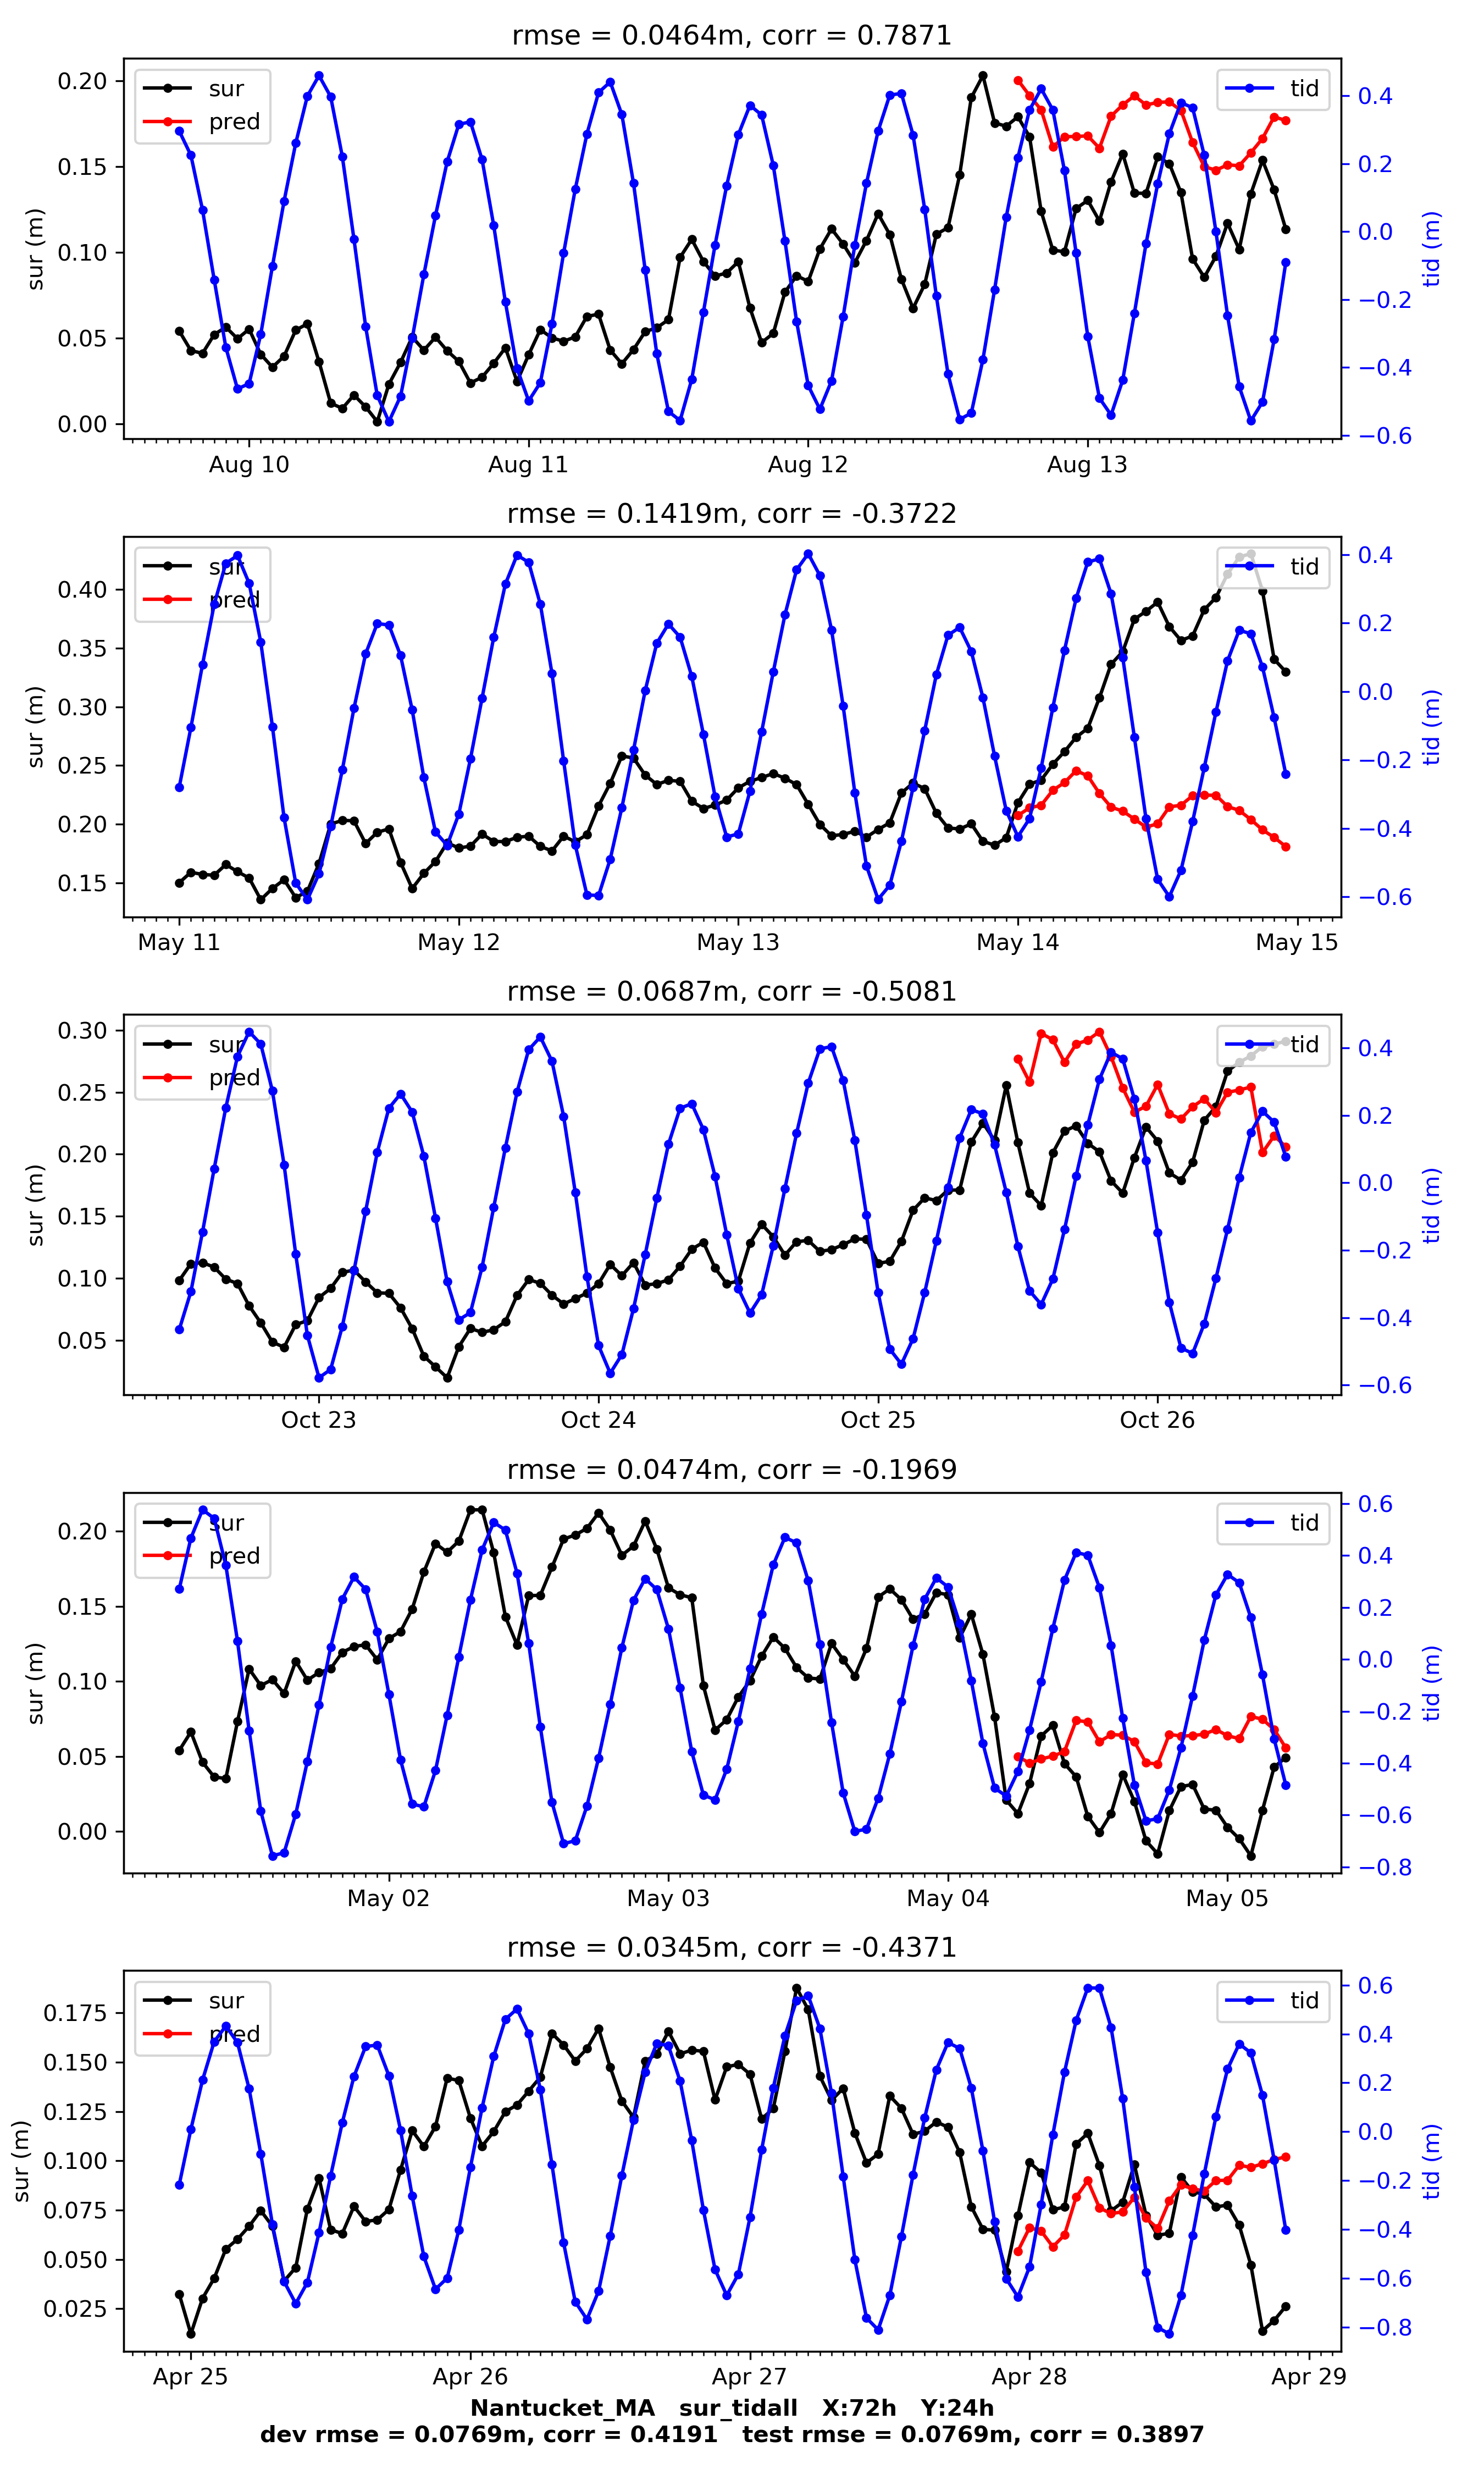 rmse = 0.0464m, corr = 0.7871
sur
pred
tid
0.20
0.15
0.10
0.05
0.00
sur (m)
0.4
0.2
0.0
−0.2
−0.4
−0.6
tid (m)
Aug 10 Aug 11 Aug 12 Aug 13
rmse = 0.1419m, corr = -0.3722
sur
pred
tid
0.40
0.35
0.30
0.25
0.20
0.15
sur (m)
0.4
0.2
0.0
−0.2
−0.4
−0.6
tid (m)
May 11 May 12 May 13 May 14 May 15
rmse = 0.0687m, corr = -0.5081
sur
pred
tid
0.30
0.25
0.20
0.15
0.10
0.05
sur (m)
0.4
0.2
0.0
−0.2
−0.4
−0.6
tid (m)
Oct 23 Oct 24 Oct 25 Oct 26
rmse = 0.0474m, corr = -0.1969
sur
pred
tid
0.20
0.15
0.10
0.05
0.00
sur (m)
0.6
0.4
0.2
0.0
−0.2
−0.4
−0.6
−0.8
tid (m)
May 02 May 03 May 04 May 05
rmse = 0.0345m, corr = -0.4371
sur
pred
tid
0.175
0.150
0.125
0.100
0.075
0.050
0.025
sur (m)
0.6
0.4
0.2
0.0
−0.2
−0.4
−0.6
−0.8
tid (m)
Apr 25 Apr 26 Apr 27 Apr 28 Apr 29
Nantucket_MA sur_tidall X:72h Y:24h
dev rmse = 0.0769m, corr = 0.4191 test rmse = 0.0769m, corr = 0.3897